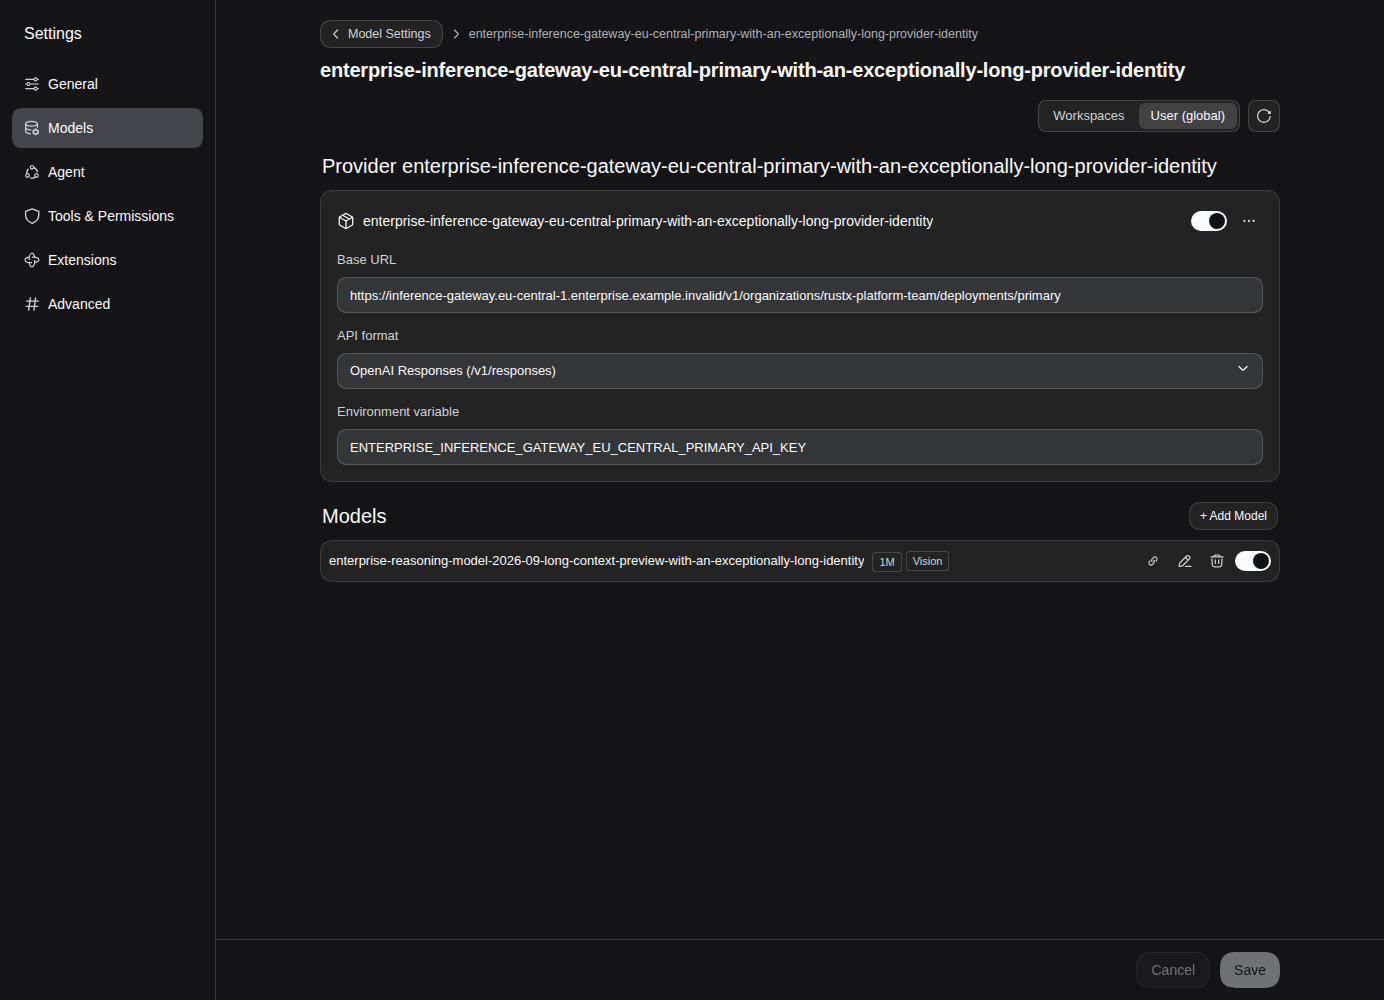 Settings
General
Models
Agent
Tools & Permissions
Extensions
Advanced
Model Settings
enterprise-inference-gateway-eu-central-primary-with-an-exceptionally-long-provider-identity
enterprise-inference-gateway-eu-central-primary-with-an-exceptionally-long-provider-identity
Workspaces
User (global)
Provider enterprise-inference-gateway-eu-central-primary-with-an-exceptionally-long-provider-identity
enterprise-inference-gateway-eu-central-primary-with-an-exceptionally-long-provider-identity
Base URL
https://inference-gateway.eu-central-1.enterprise.example.invalid/v1/organizations/rustx-platform-team/deployments/primary
API format
OpenAI Responses (/v1/responses)
Environment variable
ENTERPRISE_INFERENCE_GATEWAY_EU_CENTRAL_PRIMARY_API_KEY
Models
+ Add Model
enterprise-reasoning-model-2026-09-long-context-preview-with-an-exceptionally-long-identity 1M Vision
Cancel
Save